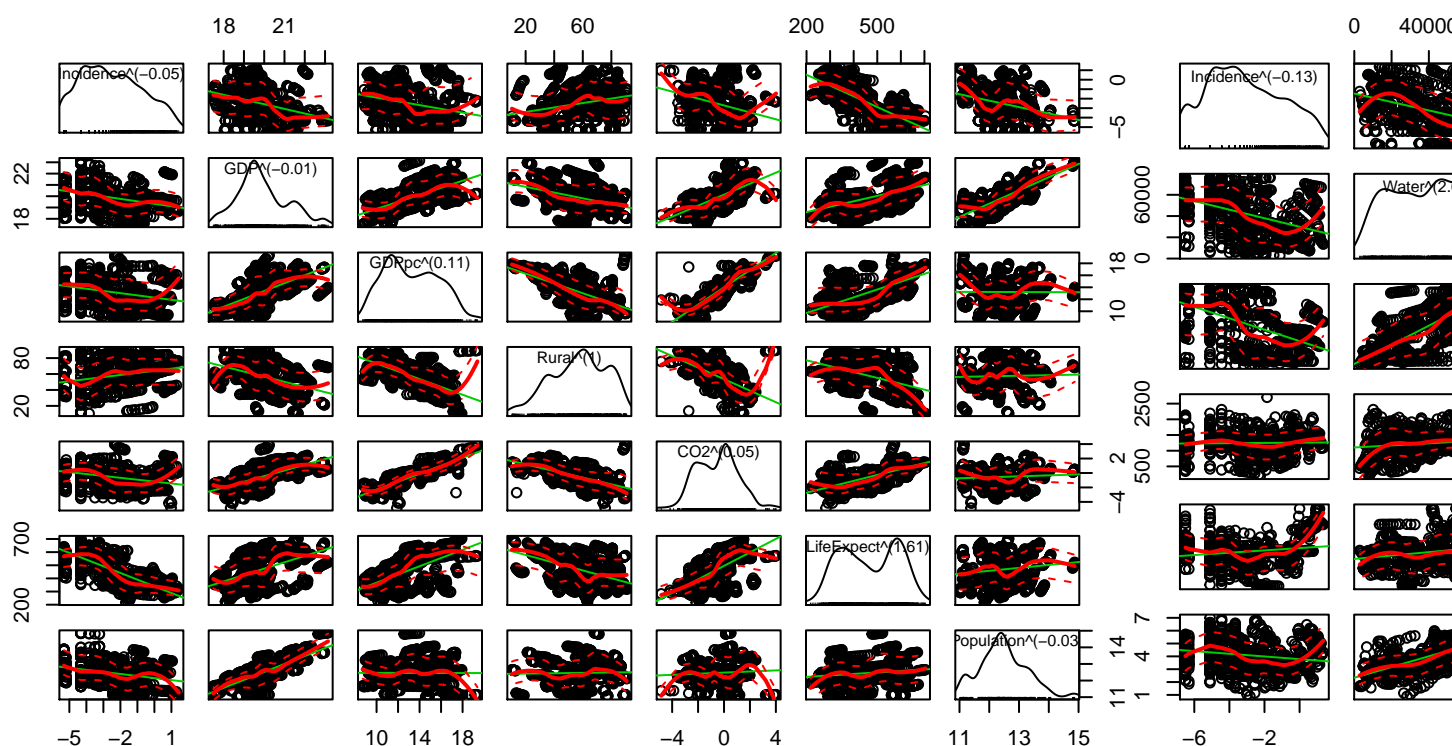 18 21 20 60 200 500 0 40000
Incidence^(−0.05) 0 −5 Incidence^(−0.13)
18 22 GDP^(−0.01) 0 60000 Water^(2.0
GDPpc^(0.11) 10 18
20 80 Rural^(1) 500 2500
CO2^(0.05) −4 2
200 700 LifeExpect^(1.61)
Population^(−0.03 11 14 1 4 7
−5 −2 1 10 14 18 −4 0 4 11 13 15 −6 −2